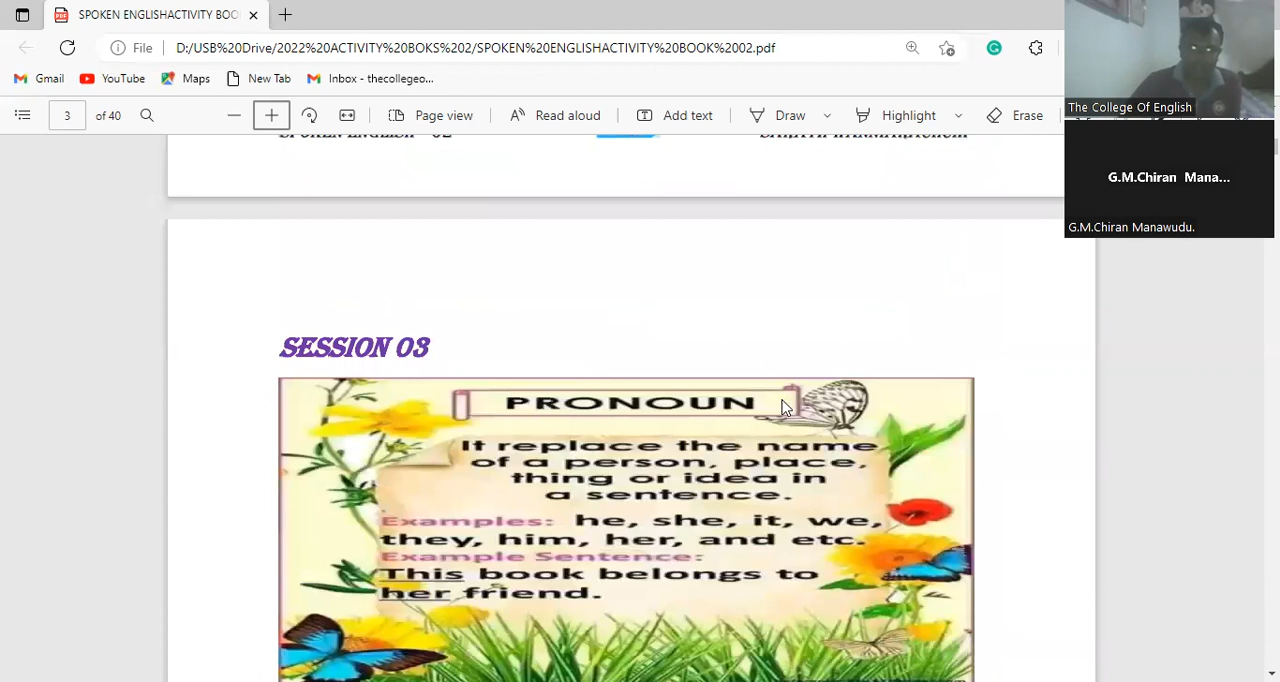 SPOKEN ENGLISHACTIVITY BOO
File
D:/USB%20Drive/2022%20ACTIVITY%20BOKS%202/SPOKEN%20ENGLISHACTIVITY%20BOOK%2002.pdf
Gmail YouTube Maps New Tab Inbox - thecollegeo...
3 of 40 Page view Read aloud Add text Draw Highlight Erase
The College Of English
G.M.Chiran Mana...
G.M.Chiran Manawudu.
SPOKEN ENGLISH - 02
SESSION 03
PRONOUN
It replace the name
of a person, place,
thing or idea in
a sentence.
Examples: he, she, it, we,
they, him, her, and etc.
Example Sentence:
This book belongs to
her friend.